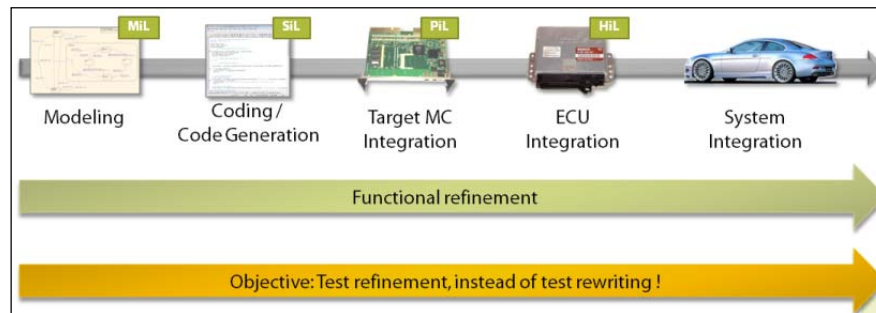 MiL
SiL
PiL
HiL
Modeling
Coding /
Code Generation
Target MC
Integration
ECU
Integration
System
Integration
Functional refinement
Objective: Test refinement, instead of test rewriting !